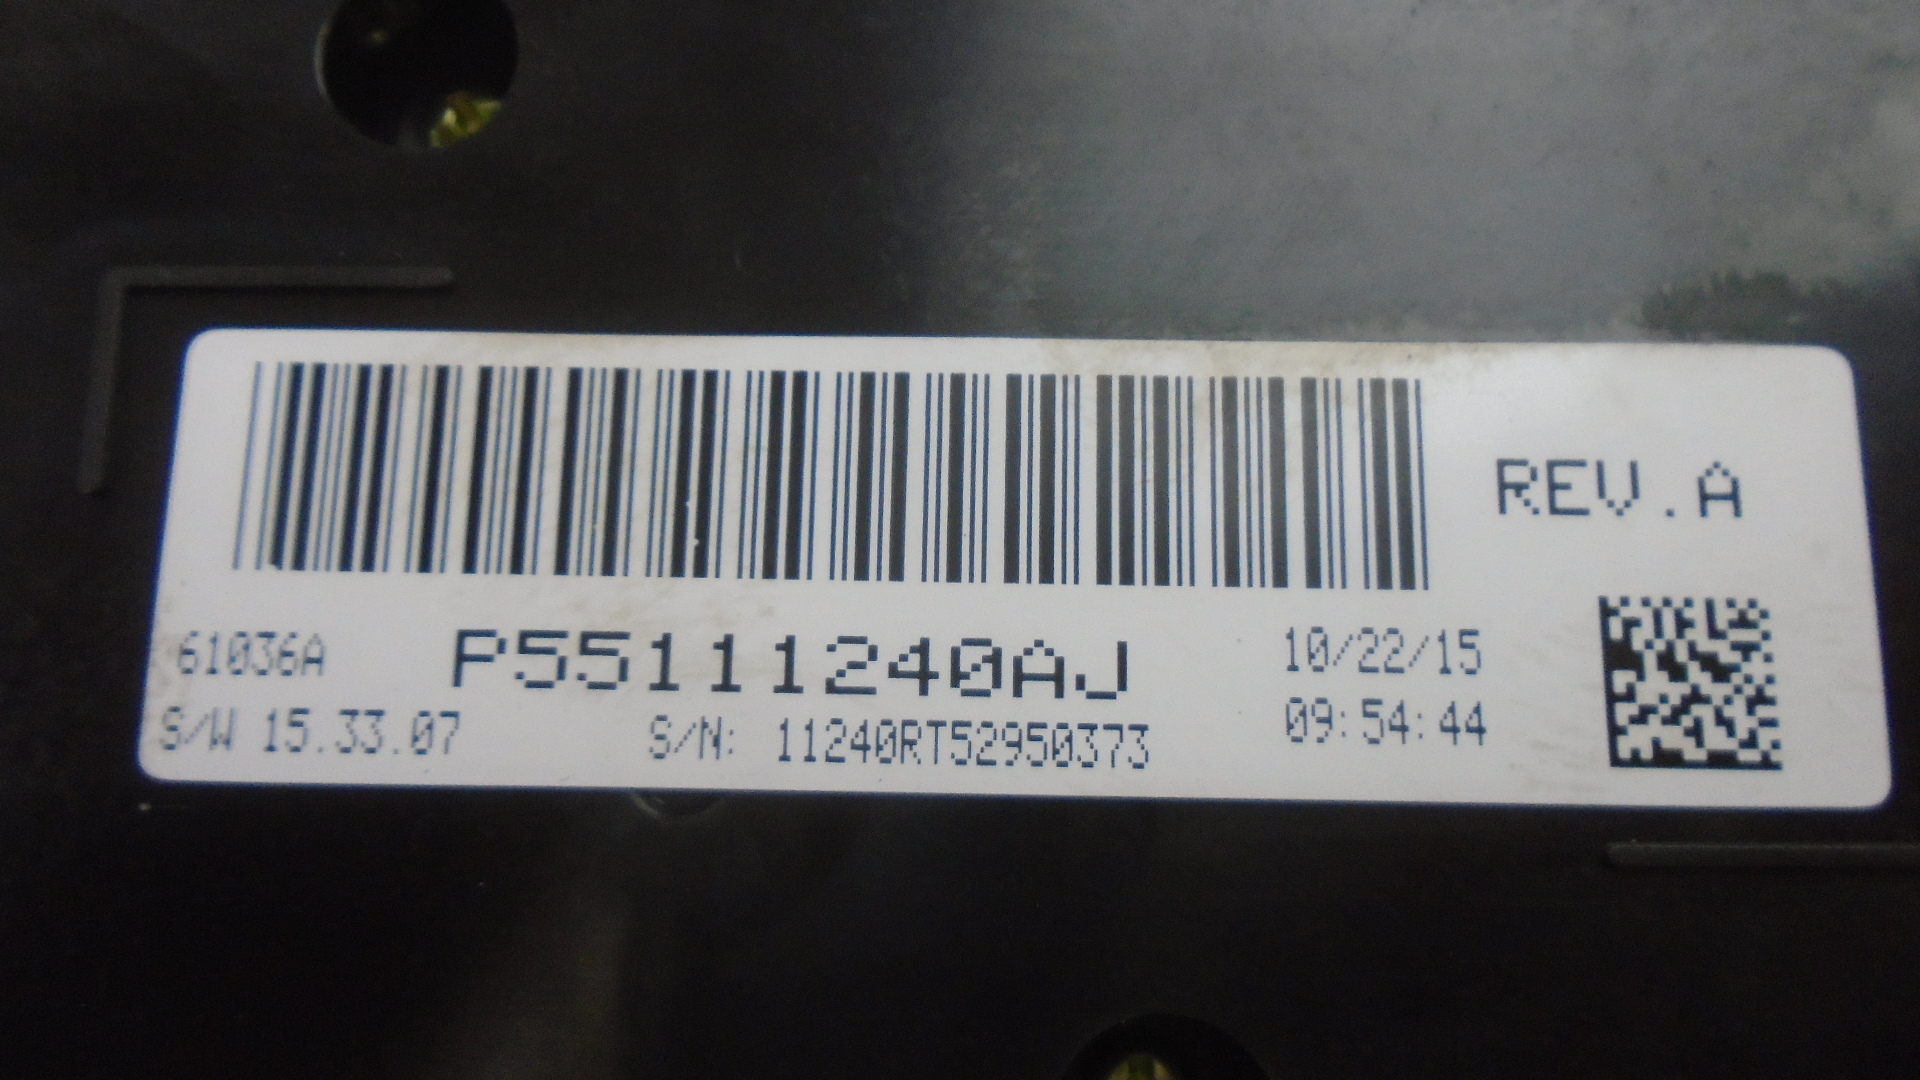 REV.A
61036A P55111240AJ 10/22/15
S/W 15.33.07 S/N: 11240RT52950373 09:54:44